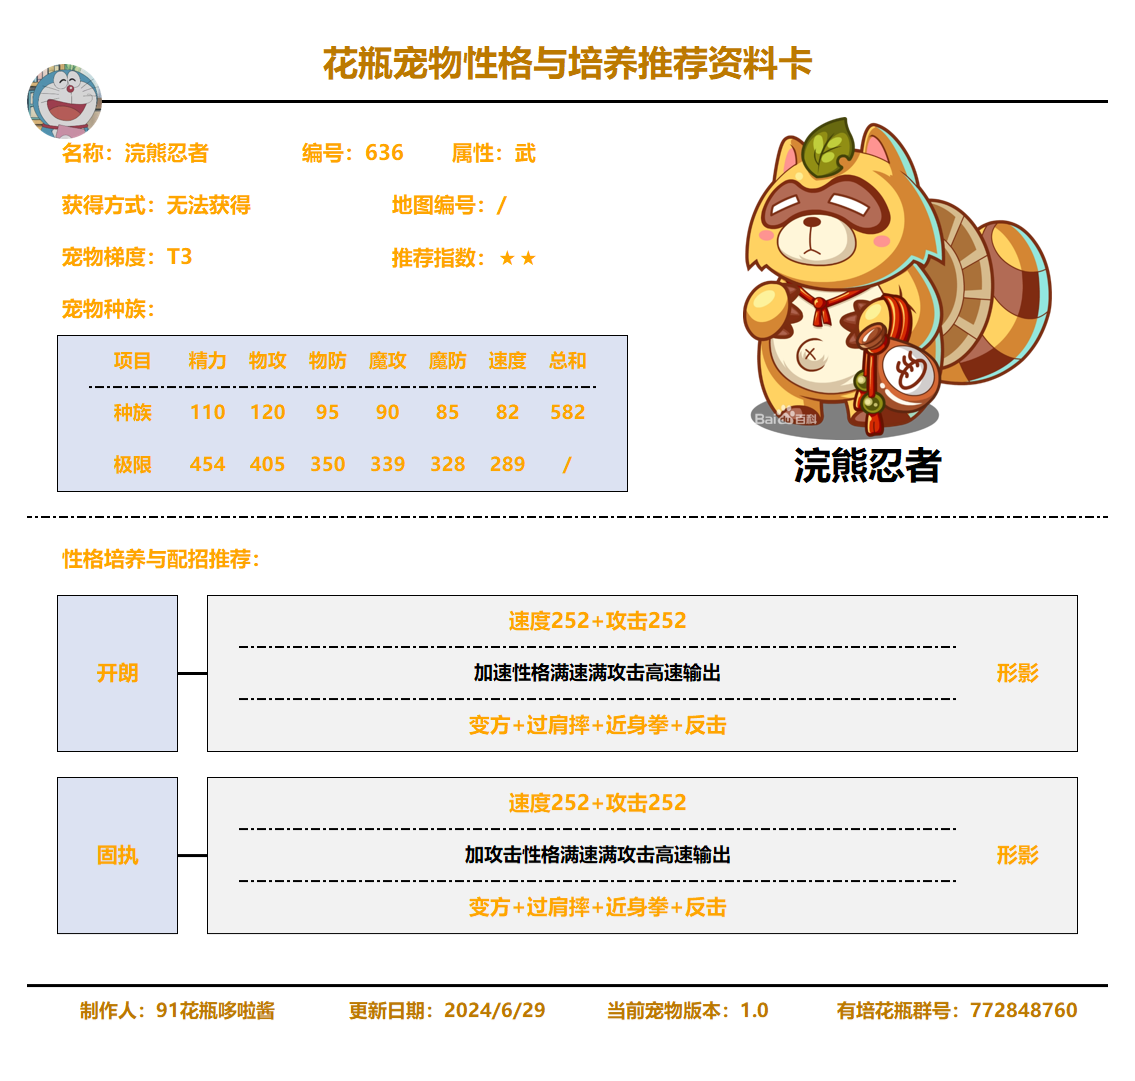 花瓶宠物性格与培养推荐资料卡
名称：浣熊忍者 编号：636 属性：武
获得方式：无法获得 地图编号：/
宠物梯度：T3 推荐指数：★★
宠物种族：
项目 精力 物攻 物防 魔攻 魔防 速度 总和
种族 110 120 95 90 85 82 582
极限 454 405 350 339 328 289 /
Bai 百科
浣熊忍者
性格培养与配招推荐：
速度252+攻击252
开朗 加速性格满速满攻击高速输出 形影
变方+过肩摔+近身拳+反击
速度252+攻击252
固执 加攻击性格满速满攻击高速输出 形影
变方+过肩摔+近身拳+反击
制作人：91花瓶哆啦酱 更新日期：2024/6/29 当前宠物版本：1.0 有培花瓶群号：772848760